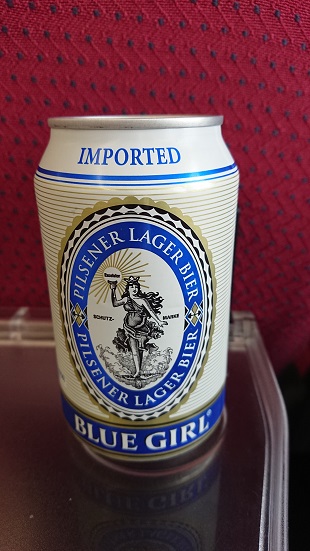 IMPORTED
PILSENER LAGER BIER
SCHUTZ- MARKE
PILSENER LAGER BIER
BLUE GIRL®